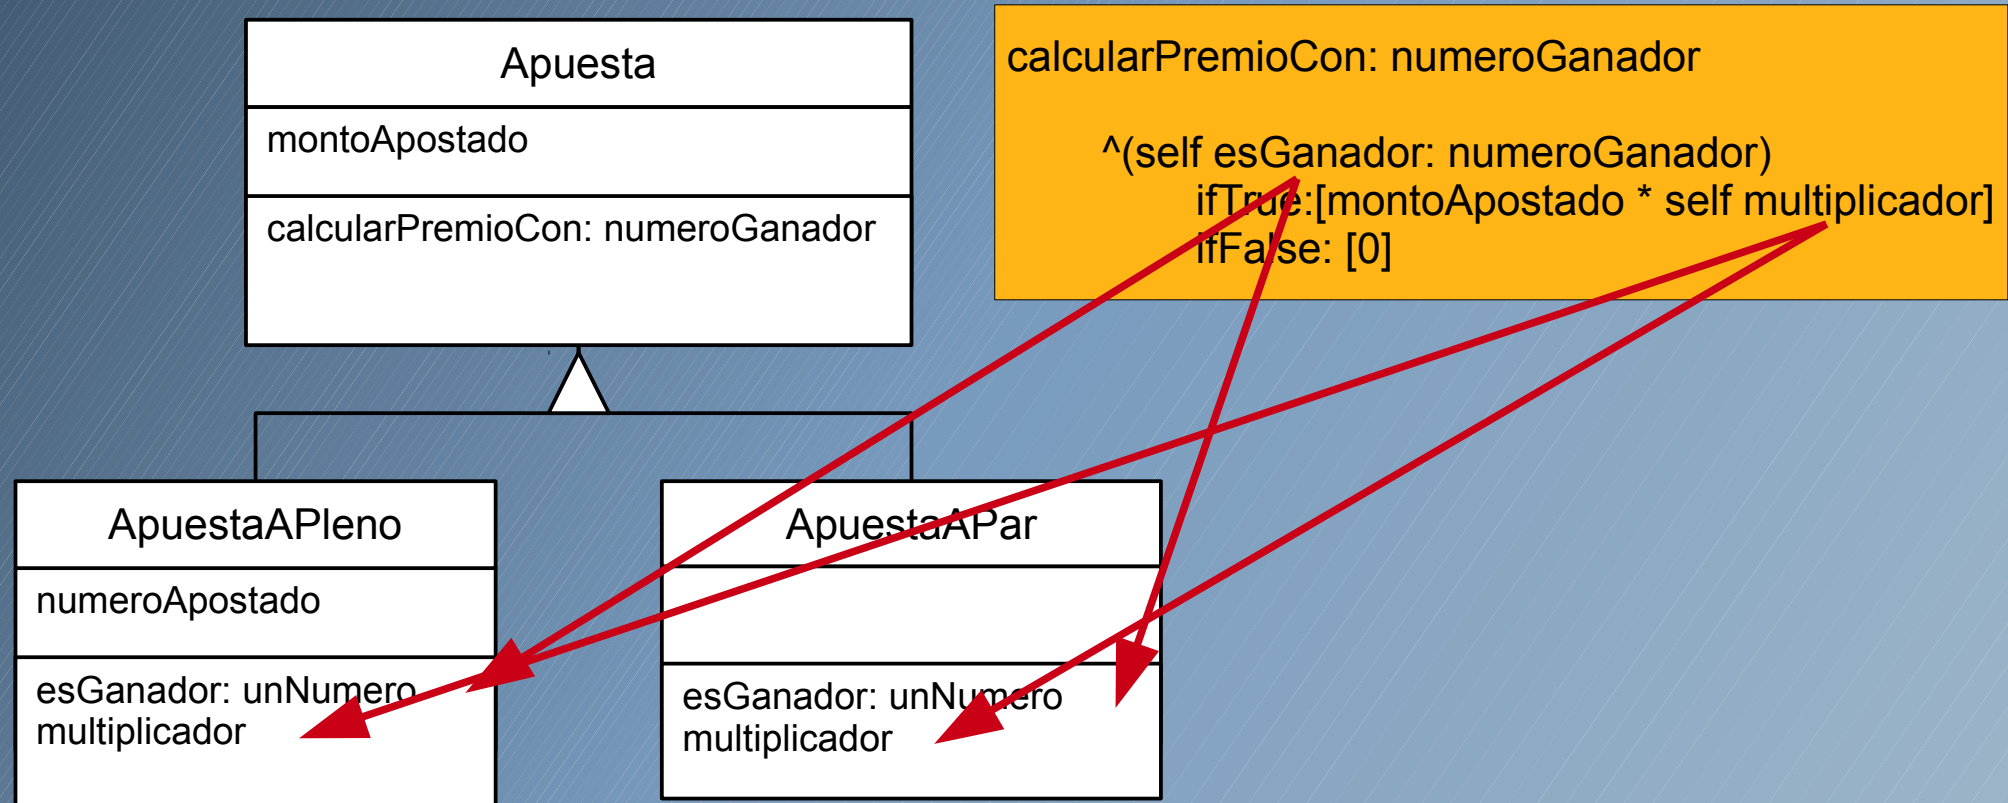 Apuesta
montoApostado
calcularPremioCon: numeroGanador
calcularPremioCon: numeroGanador
^(self esGanador: numeroGanador)
ifTrue:[montoApostado * self multiplicador]
ifFalse: [0]
ApuestaAPleno
numeroApostado
esGanador: unNumero
multiplicador
ApuestaAPar
esGanador: unNumero
multiplicador